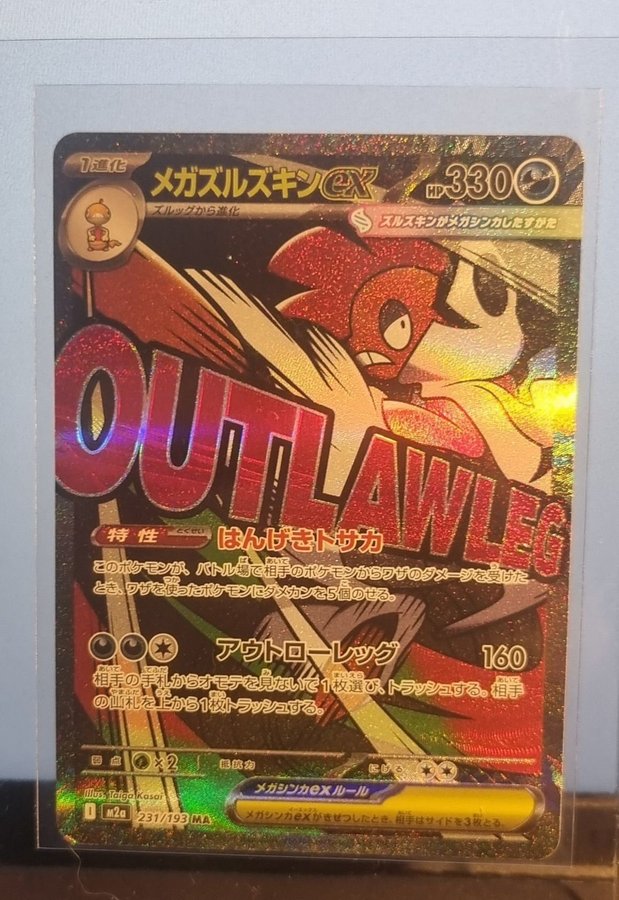 1進化
メガズルズキンex
HP330
ズルッグから進化
ズルズキンがメガシンカしたすがた
OUTLAWLEG
特性
とくせい
はんげきトサカ
このポケモンが、バトル場で相手のポケモンからワザのダメージを受けた
とき、ワザを使ったポケモンにダメカンを5個のせる。
アウトローレッグ 160
相手の手札からオモテを見ないで1枚選び、トラッシュする。相手
の山札を上から1枚トラッシュする。
弱点 ×2 抵抗力 にげる
Illus. Taiga Kasai
メガシンカexルール
I M2a 231/193 MA
メガシンカexがきぜつしたとき、相手はサイドを3枚とる。